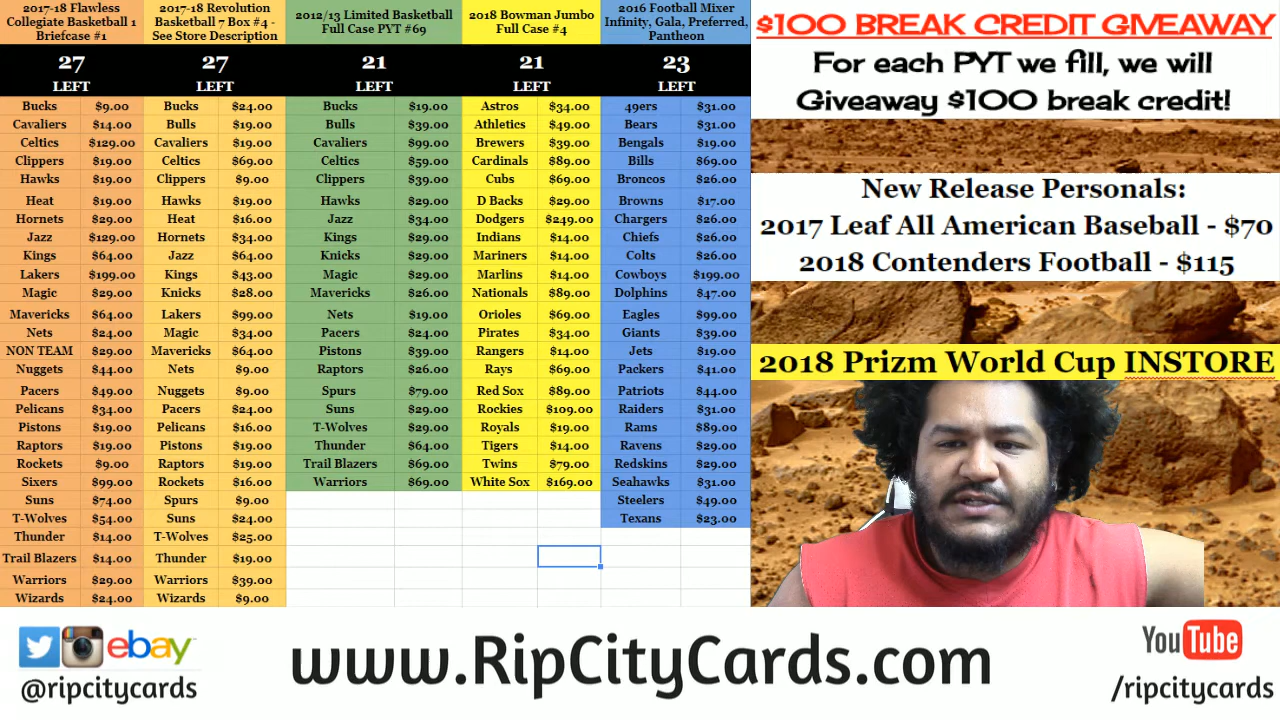 2017-18 Flawless
Collegiate Basketball 1
Briefcase #1
27
LEFT
Bucks $9.00
Cavaliers $14.00
Celtics $129.00
Clippers $19.00
Hawks $19.00
Heat $19.00
Hornets $29.00
Jazz $129.00
Kings $64.00
Lakers $199.00
Magic $29.00
Mavericks $64.00
Nets $24.00
NON TEAM $29.00
Nuggets $44.00
Pacers $49.00
Pelicans $34.00
Pistons $19.00
Raptors $19.00
Rockets $9.00
Sixers $99.00
Suns $74.00
T-Wolves $54.00
Thunder $14.00
Trail Blazers $14.00
Warriors $29.00
Wizards $24.00
2017-18 Revolution
Basketball 7 Box #4 -
See Store Description
27
LEFT
Bucks $24.00
Bulls $19.00
Cavaliers $19.00
Celtics $69.00
Clippers $9.00
Hawks $19.00
Heat $16.00
Hornets $34.00
Jazz $64.00
Kings $43.00
Knicks $28.00
Lakers $99.00
Magic $34.00
Mavericks $64.00
Nets $9.00
Nuggets $9.00
Pacers $24.00
Pelicans $16.00
Pistons $19.00
Raptors $19.00
Rockets $16.00
Spurs $9.00
Suns $24.00
T-Wolves $25.00
Thunder $19.00
Warriors $39.00
Wizards $9.00
2012/13 Limited Basketball
Full Case PYT #69
21
LEFT
Bucks $19.00
Bulls $39.00
Cavaliers $99.00
Celtics $59.00
Clippers $39.00
Hawks $29.00
Jazz $34.00
Kings $29.00
Knicks $29.00
Magic $29.00
Mavericks $26.00
Nets $19.00
Pacers $24.00
Pistons $39.00
Raptors $26.00
Spurs $79.00
Suns $29.00
T-Wolves $29.00
Thunder $64.00
Trail Blazers $69.00
Warriors $69.00
2018 Bowman Jumbo
Full Case #4
21
LEFT
Astros $34.00
Athletics $49.00
Brewers $39.00
Cardinals $89.00
Cubs $69.00
D Backs $29.00
Dodgers $249.00
Indians $14.00
Mariners $14.00
Marlins $14.00
Nationals $89.00
Orioles $69.00
Pirates $34.00
Rangers $14.00
Rays $69.00
Red Sox $89.00
Rockies $109.00
Royals $19.00
Tigers $14.00
Twins $79.00
White Sox $169.00
2016 Football Mixer
Infinity, Gala, Preferred,
Pantheon
23
LEFT
49ers $31.00
Bears $31.00
Bengals $19.00
Bills $69.00
Broncos $26.00
Browns $17.00
Chargers $26.00
Chiefs $26.00
Colts $26.00
Cowboys $199.00
Dolphins $47.00
Eagles $99.00
Giants $39.00
Jets $19.00
Packers $41.00
Patriots $44.00
Raiders $31.00
Rams $89.00
Ravens $29.00
Redskins $29.00
Seahawks $31.00
Steelers $49.00
Texans $23.00
$100 BREAK CREDIT GIVEAWAY
For each PYT we fill, we will
Giveaway $100 break credit!
New Release Personals:
2017 Leaf All American Baseball - $70
2018 Contenders Football - $115
2018 Prizm World Cup INSTORE
ebay
@ripcitycards
www.RipCityCards.com
YouTube
/ripcitycards